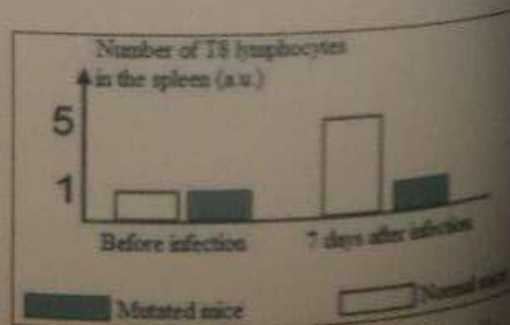 Number of T8 lymphocytes
in the spleen (a.u.)
5
1
Before infection
7 days after infection
Mutated mice
Normal mice